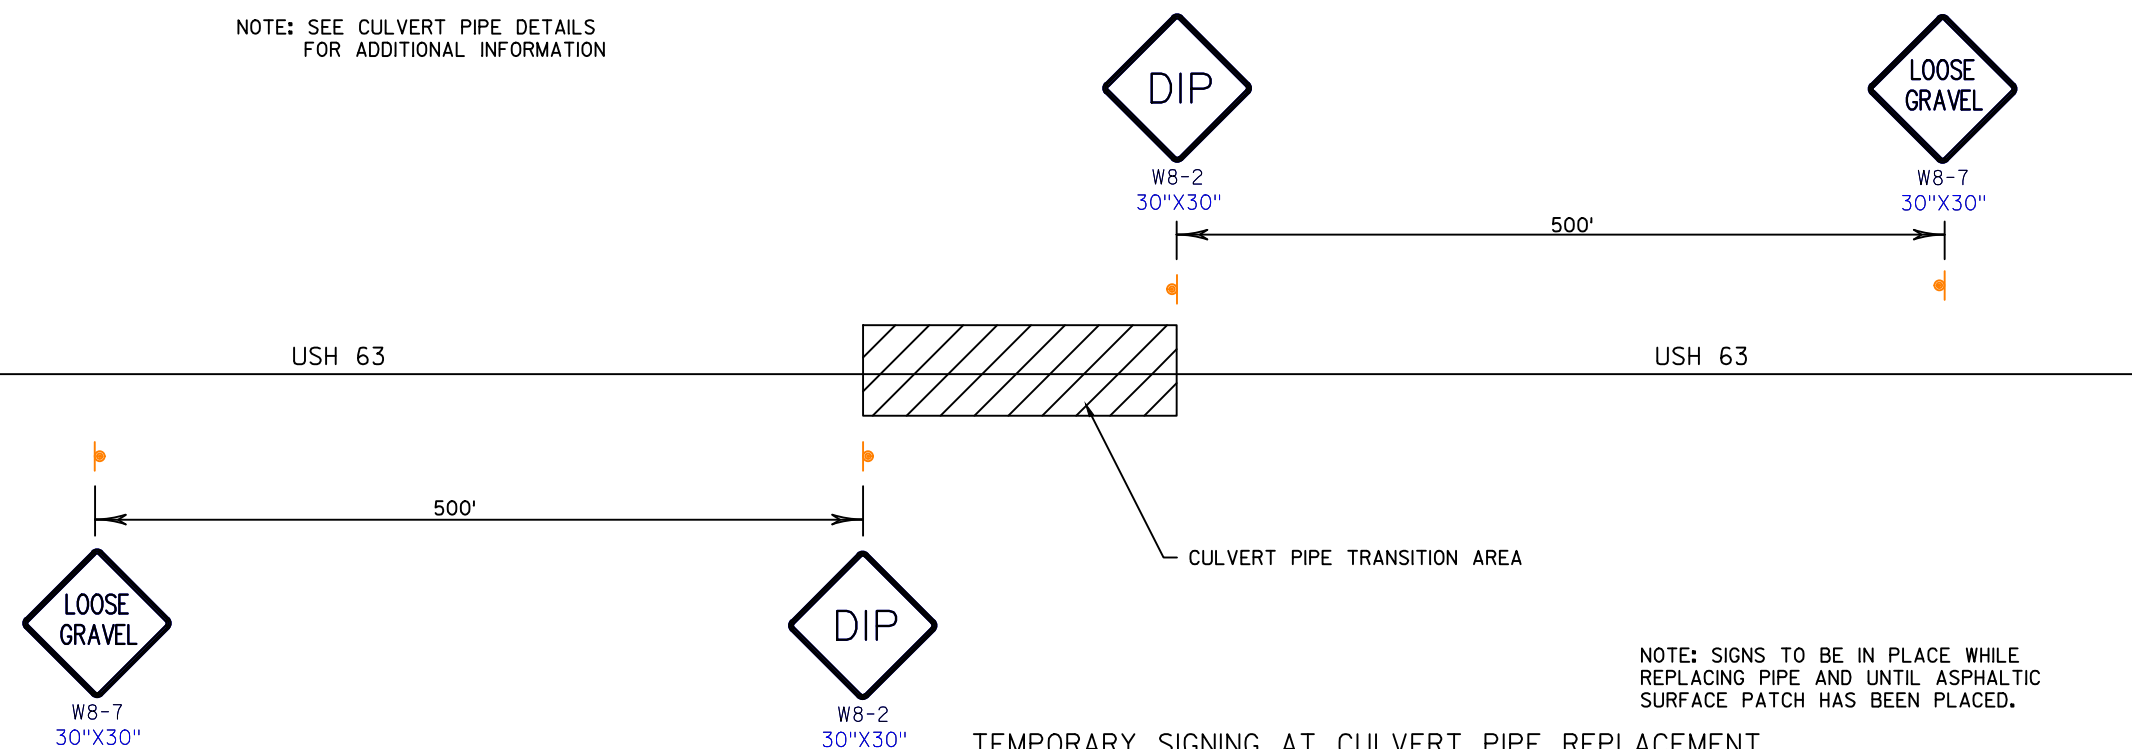 NOTE: SEE CULVERT PIPE DETAILS
FOR ADDITIONAL INFORMATION
DIP
W8-2
30"X30"
LOOSE
GRAVEL
W8-7
30"X30"
500'
USH 63
USH 63
500'
CULVERT PIPE TRANSITION AREA
LOOSE
GRAVEL
W8-7
30"X30"
DIP
W8-2
30"X30"
NOTE: SIGNS TO BE IN PLACE WHILE
REPLACING PIPE AND UNTIL ASPHALTIC
SURFACE PATCH HAS BEEN PLACED.
TEMPORARY SIGNING AT CULVERT PIPE REPLACEMENT